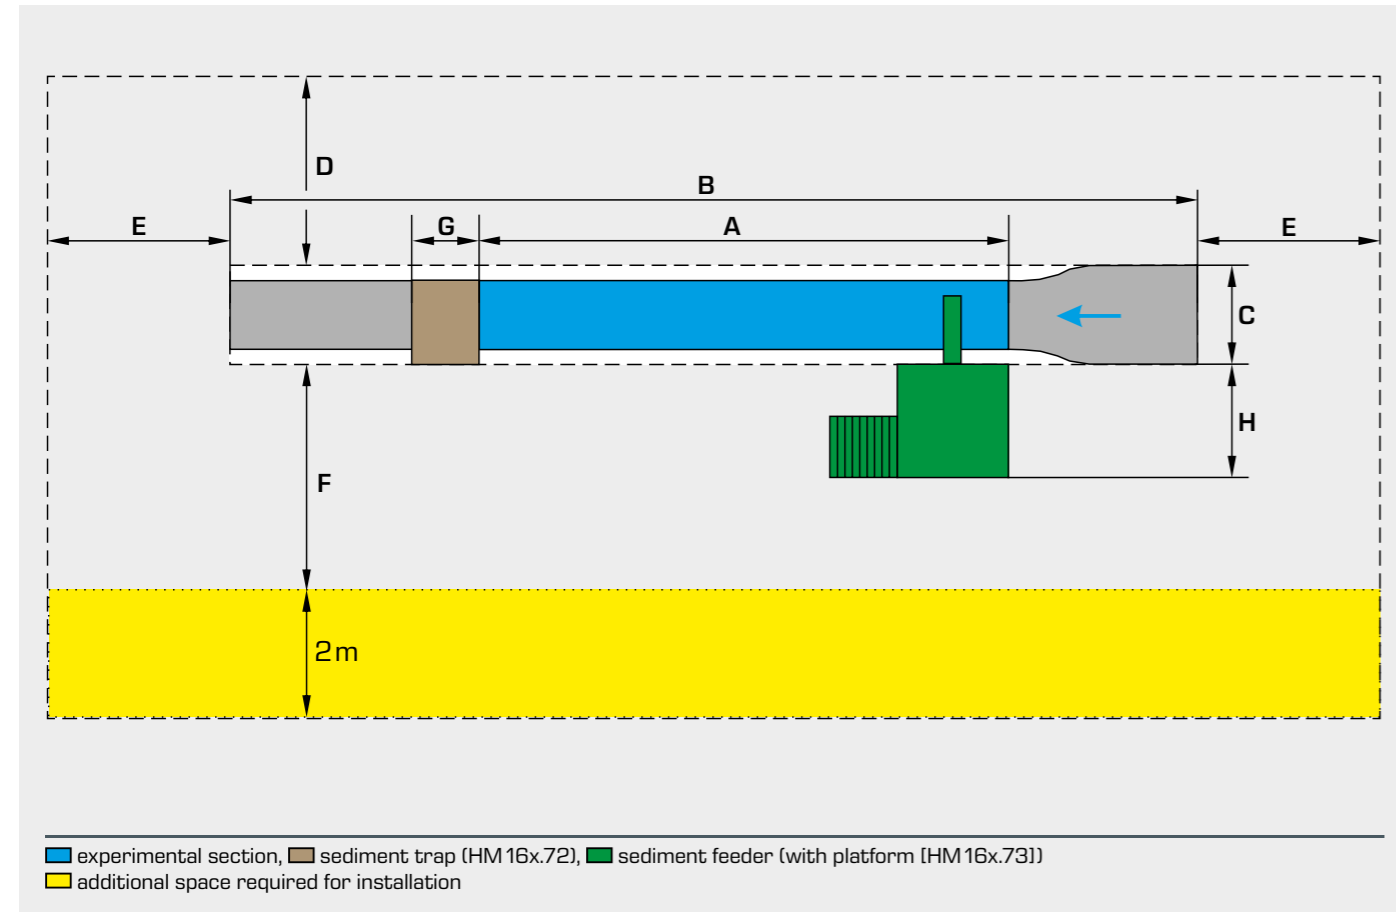 D
B
E
G
A
E
C
H
F
2 m
experimental section, sediment trap (HM 16x.72), sediment feeder (with platform [HM 16x.73])
additional space required for installation